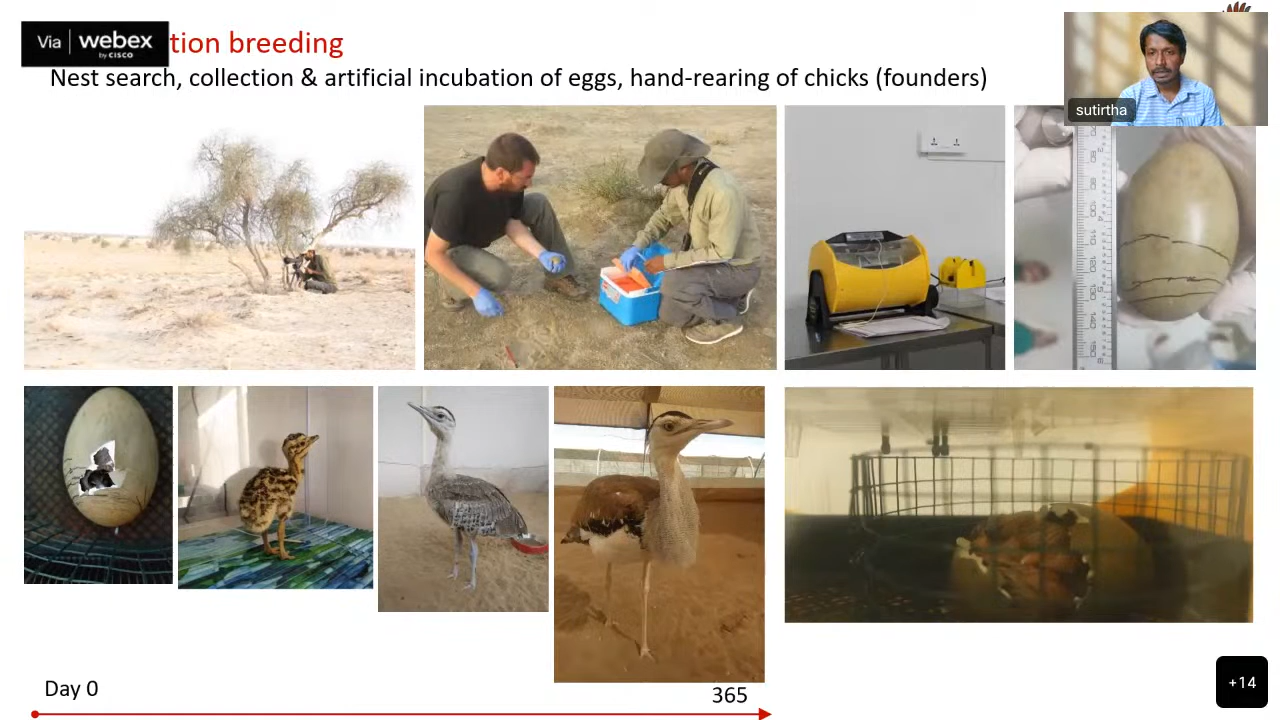 Via webex
by CISCO
tion breeding
Nest search, collection & artificial incubation of eggs, hand-rearing of chicks (founders)
sutirtha
Day 0
365
+14